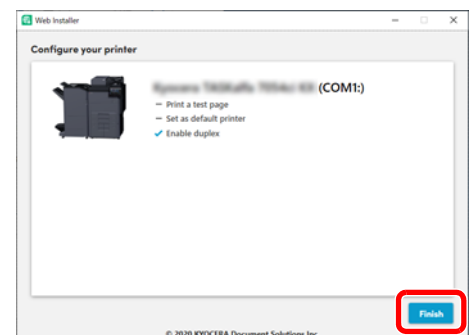 Web Installer
Configure your printer
(COM1:)
Print a test page
Set as default printer
Enable duplex
Finish
© 2020 KYOCERA Document Solutions Inc.